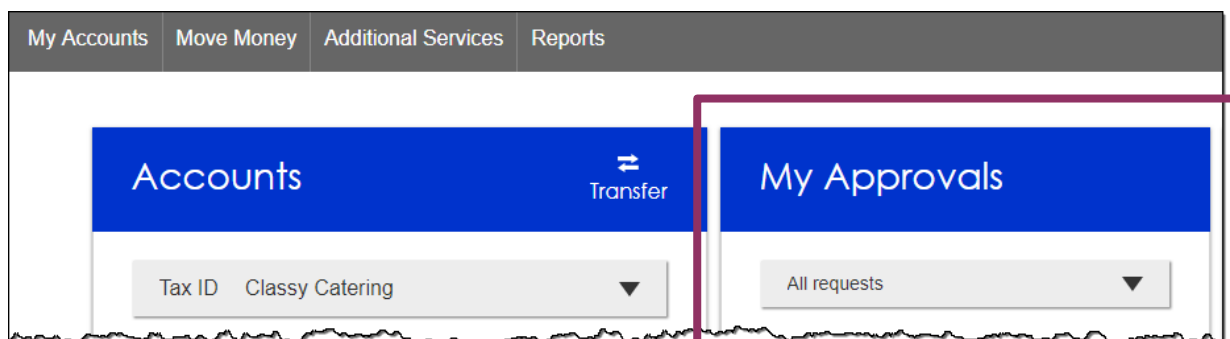 My Accounts Move Money Additional Services Reports
Accounts
Transfer
My Approvals
Tax ID Classy Catering
All requests